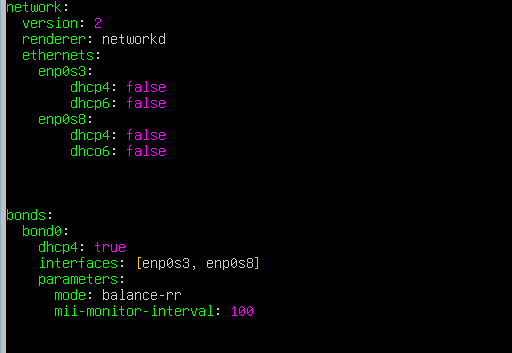 network:
  version: 2
  renderer: networkd
  ethernets:
    enp0s3:
        dhcp4: false
        dhcp6: false
    enp0s8:
        dhcp4: false
        dhco6: false
bonds:
  bond0:
    dhcp4: true
    interfaces: [enp0s3, enp0s8]
    parameters:
      mode: balance-rr
      mii-monitor-interval: 100